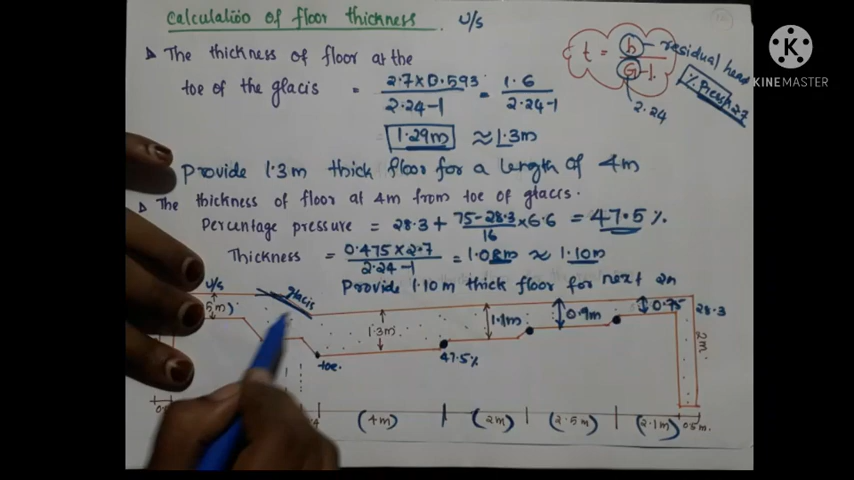 Calculation of floor thickness. u/s
t = h / G-1 residual head
2.24
% Press 2.7
The thickness of floor at the
toe of the glacis = 2.7×0.593 / 2.24-1 = 1.6 / 2.24-1
= 1.29m ≈ 1.3m
Provide 1.3m thick floor for a length of 4m
The thickness of floor at 4m from toe of glacis.
Percentage pressure = 28.3 + 75-28.3 / 16 × 6.6 = 47.5 %.
Thickness = 0.475×2.7 / 2.24-1 = 1.03m ≈ 1.10m
Provide 1.10m thick floor for next 2m
u/s glacis
5m) 1.3m 1.1m 0.9m 0.75 28.3
2m.
toe. 47.5%
(4m) (2m) (2.5m) (2.1m) 0.5m.
K
KINEMASTER